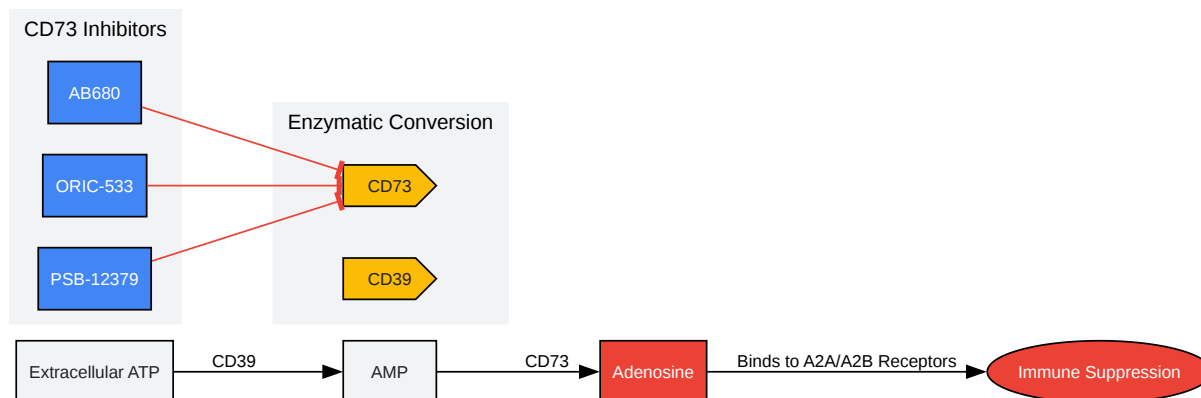 CD73 Inhibitors
AB680
Enzymatic Conversion
ORIC-533
CD73
PSB-12379
CD39
Extracellular ATP
CD39
AMP
CD73
Adenosine
Binds to A2A/A2B Receptors
Immune Suppression